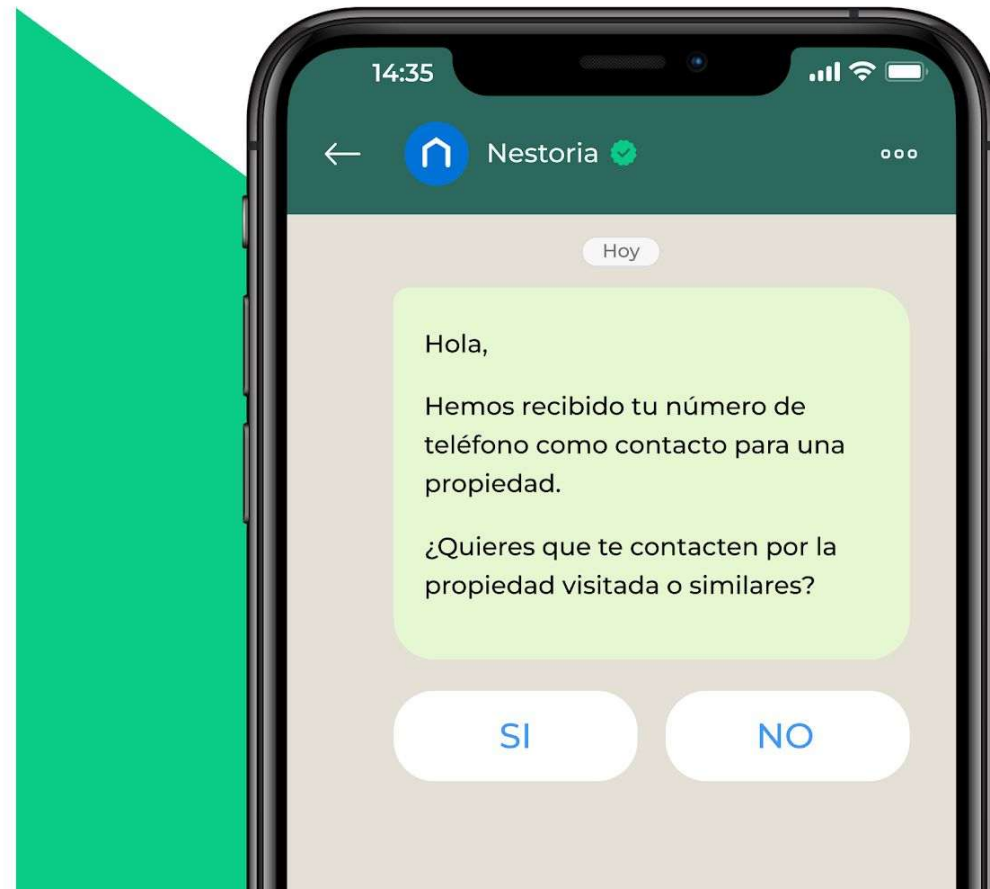 14:35
Nestoria
Hoy
Hola,
Hemos recibido tu número de
teléfono como contacto para una
propiedad.
¿Quieres que te contacten por la
propiedad visitada o similares?
SI
NO